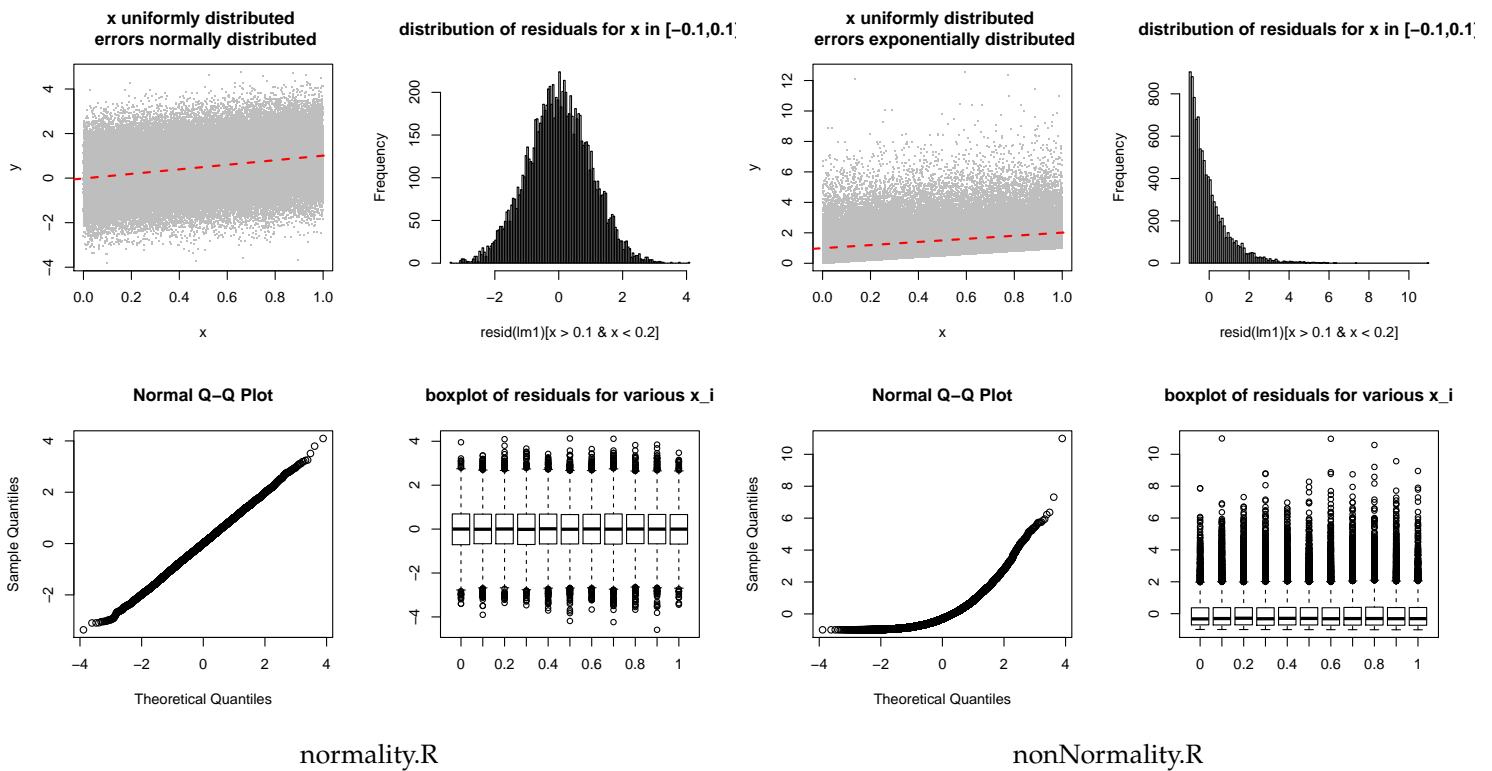 x uniformly distributed
errors normally distributed
y
4
2
0
−2
−4
0.0 0.2 0.4 0.6 0.8 1.0
x
distribution of residuals for x in [−0.1,0.1]
Frequency
200
150
100
50
0
−2 0 2 4
resid(lm1)[x > 0.1 & x < 0.2]
x uniformly distributed
errors exponentially distributed
y
12
10
8
6
4
2
0
0.0 0.2 0.4 0.6 0.8 1.0
x
distribution of residuals for x in [−0.1,0.1]
Frequency
800
600
400
200
0
0 2 4 6 8 10
resid(lm1)[x > 0.1 & x < 0.2]
Normal Q−Q Plot
Sample Quantiles
4
2
0
−2
−4 −2 0 2 4
Theoretical Quantiles
boxplot of residuals for various x_i
4
2
0
−2
−4
0 0.2 0.4 0.6 0.8 1
Normal Q−Q Plot
Sample Quantiles
10
8
6
4
2
0
−4 −2 0 2 4
Theoretical Quantiles
boxplot of residuals for various x_i
10
8
6
4
2
0
0 0.2 0.4 0.6 0.8 1
normality.R
nonNormality.R